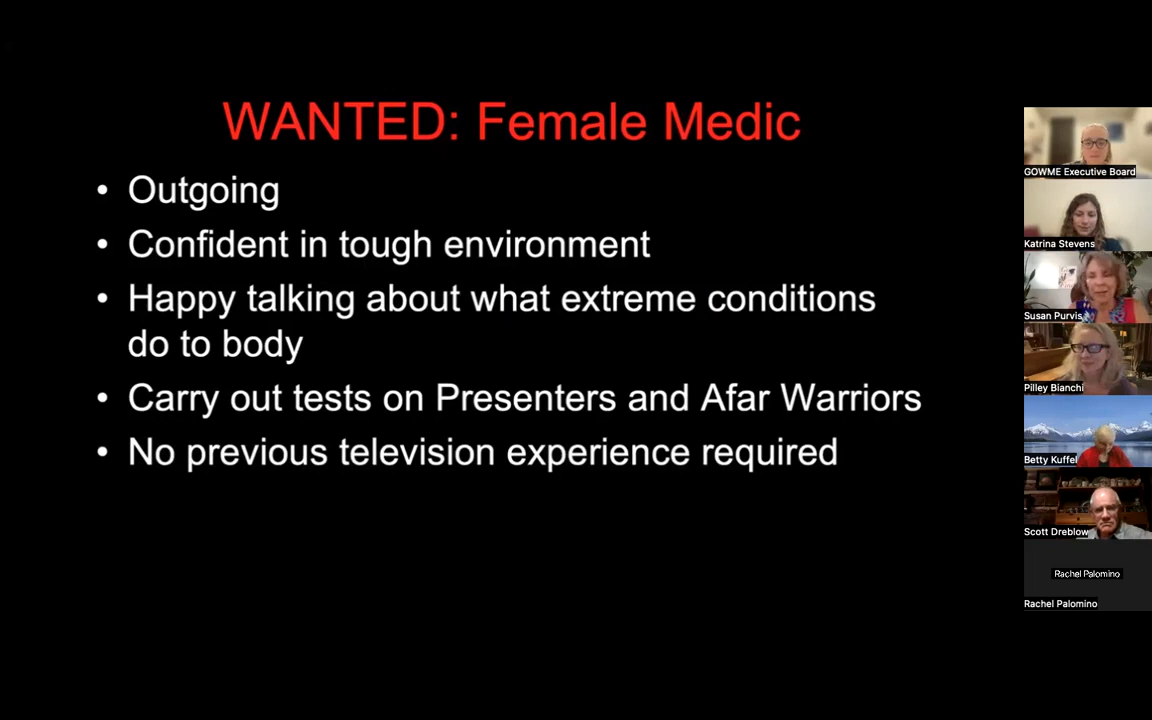 WANTED: Female Medic
• Outgoing
• Confident in tough environment
• Happy talking about what extreme conditions
do to body
• Carry out tests on Presenters and Afar Warriors
• No previous television experience required
GOWME Executive Board
Katrina Stevens
Susan Purvis
Pilley Bianchi
Betty Kuffel
Scott Dreblow
Rachel Palomino
Rachel Palomino